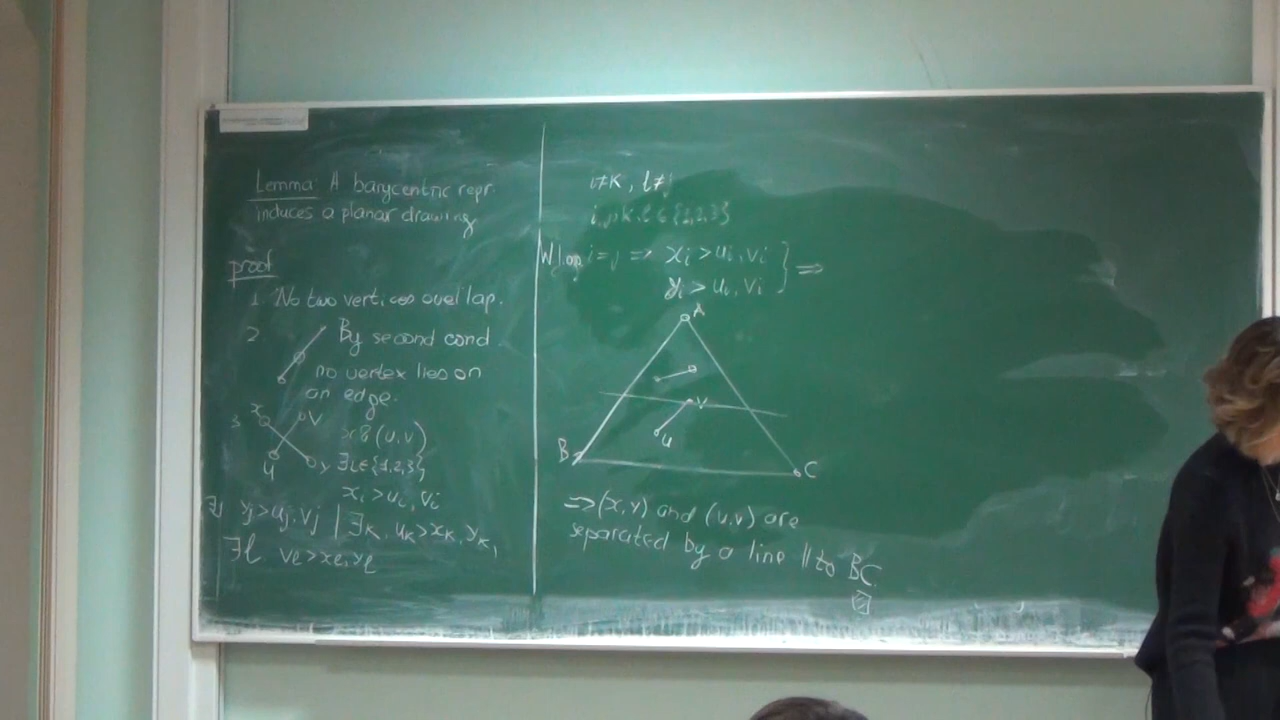 Lemma: A barycentric repr.
induces a planar drawing
proof
1 No two vertices overlap.
2 By second cond
no vertex lies on
an edge.
3 x v
x ∉ (u,v)
u y ∃i∈{1,2,3}
xi > ui, vi
∃j yj > uj, vj | ∃k, uk > xk, yk,
∃l vl > xl, yl
i≠k, l≠j
i,j,k,l ∈ {1,2,3}
Wlog i=j ⇒ xi > ui, vi } ⇒
yi > ui, vi
A
v
u
B
C
⇒ (x,y) and (u,v) are
separated by a line || to BC.